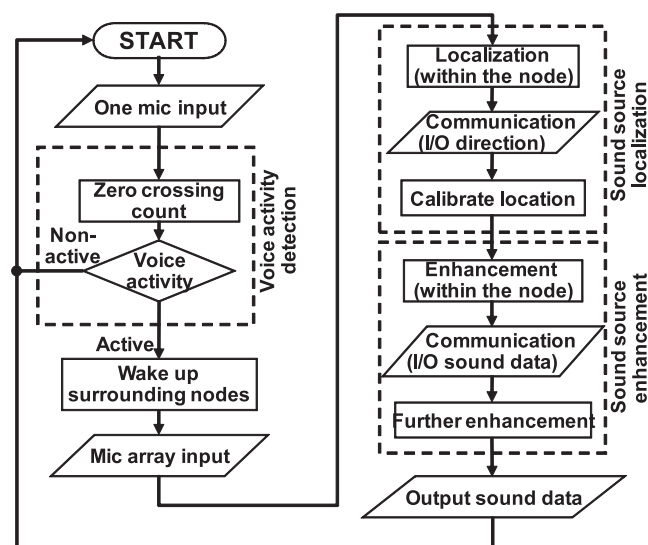 START
One mic input
Zero crossing
count
Non-
active
Voice
activity
Voice activity
detection
Active
Wake up
surrounding nodes
Mic array input
Localization
(within the node)
Communication
(I/O direction)
Calibrate location
Sound source
localization
Enhancement
(within the node)
Communication
(I/O sound data)
Further enhancement
Sound source
enhancement
Output sound data